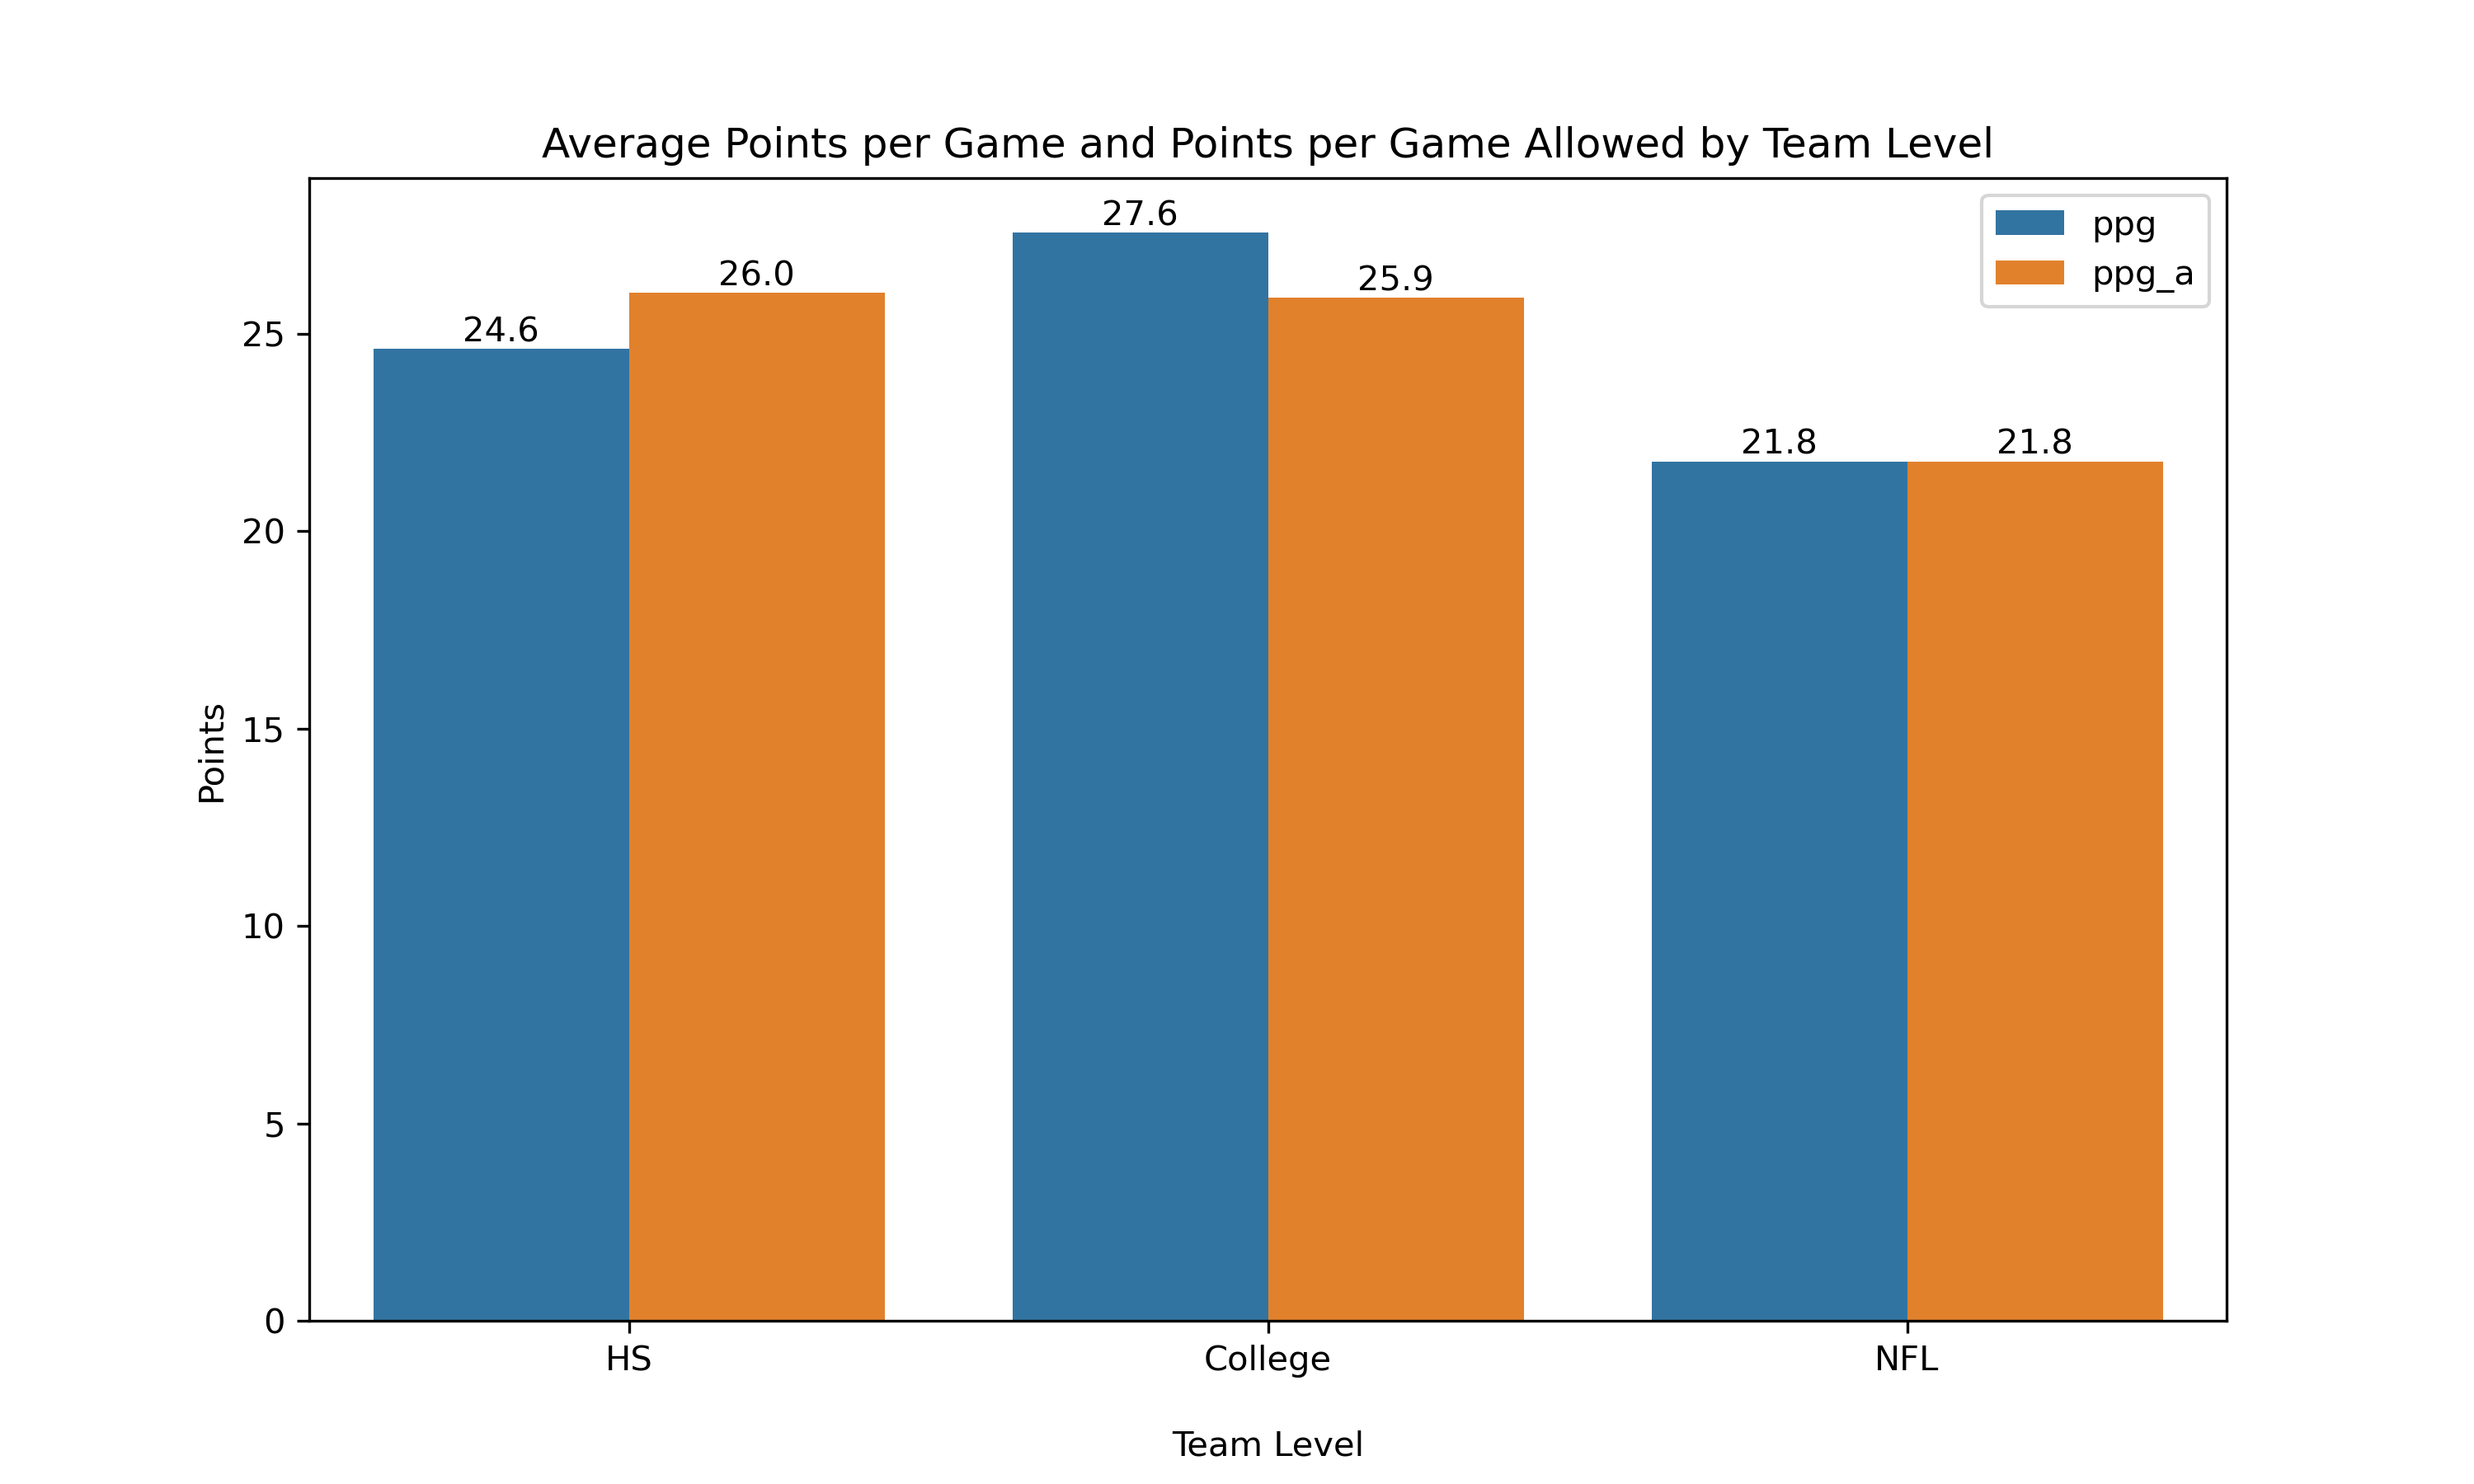 Average Points per Game and Points per Game Allowed by Team Level
ppg
ppg_a
27.6
26.0
25.9
24.6
21.8
21.8
25
20
15
10
5
0
Points
HS
College
NFL
Team Level